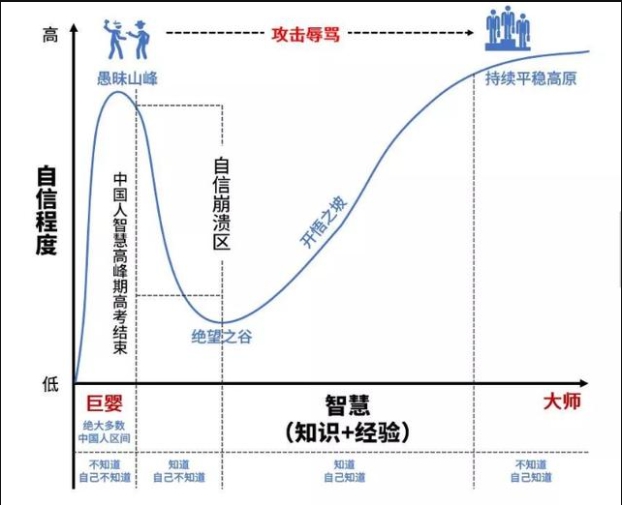 高
攻击辱骂
愚昧山峰
持续平稳高原
自信程度
中国人智慧高峰期高考结束
自信崩溃区
开悟之坡
绝望之谷
低
巨婴
智慧
(知识+经验)
大师
绝大多数
中国人区间
不知道
自己不知道
知道
自己不知道
知道
自己知道
不知道
自己知道